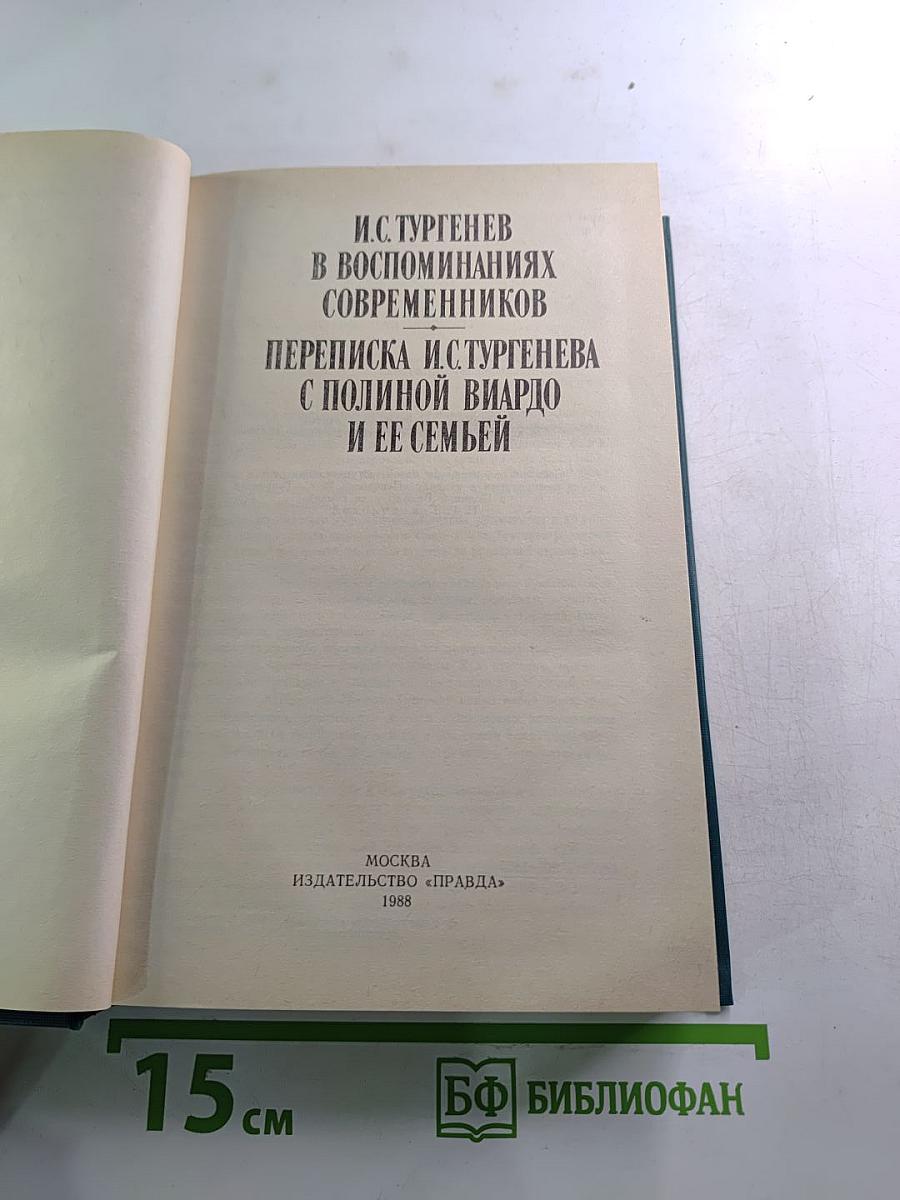 И.С. ТУРГЕНЕВ
В ВОСПОМИНАНИЯХ
СОВРЕМЕННИКОВ
ПЕРЕПИСКА И.С. ТУРГЕНЕВА
С ПОЛИНОЙ ВИАРДО
И ЕЕ СЕМЬЕЙ
МОСКВА
ИЗДАТЕЛЬСТВО «ПРАВДА»
1988
15 см
БФ БИБЛИОФАН